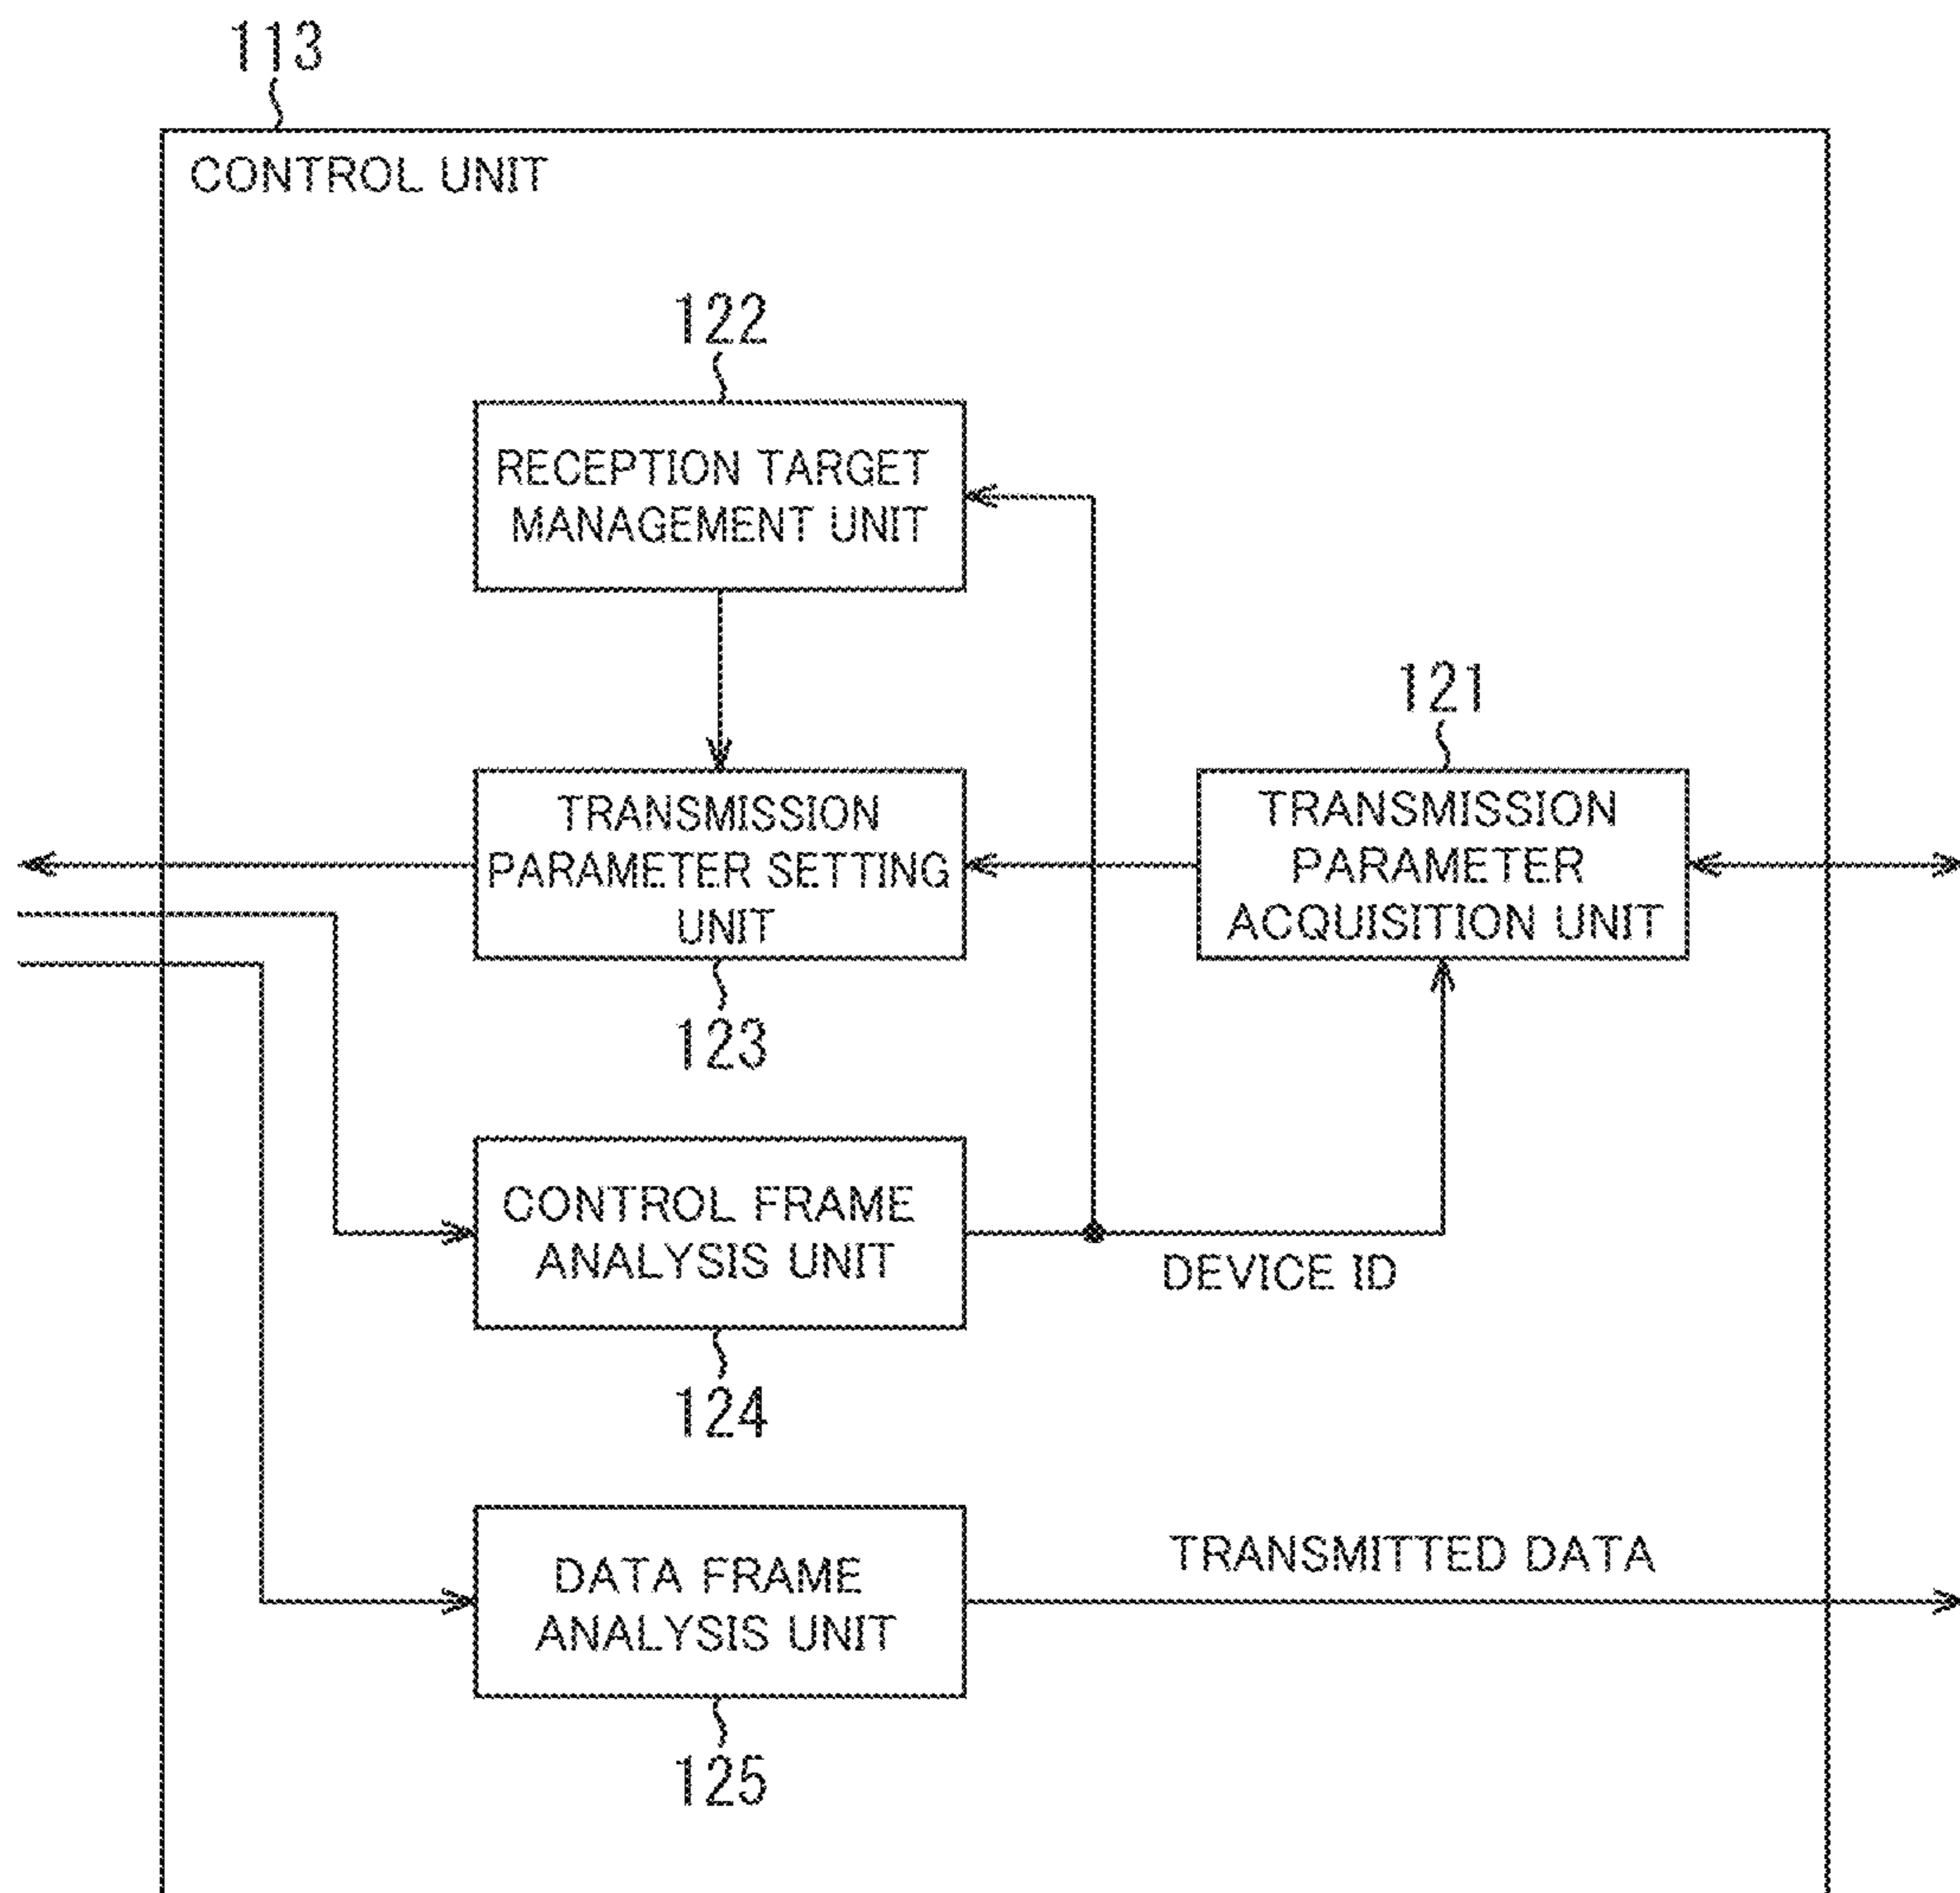 113
CONTROL UNIT
122
RECEPTION TARGET
MANAGEMENT UNIT
121
TRANSMISSION
PARAMETER SETTING
UNIT
TRANSMISSION
PARAMETER
ACQUISITION UNIT
123
CONTROL FRAME
ANALYSIS UNIT
DEVICE ID
124
DATA FRAME
ANALYSIS UNIT
TRANSMITTED DATA
125